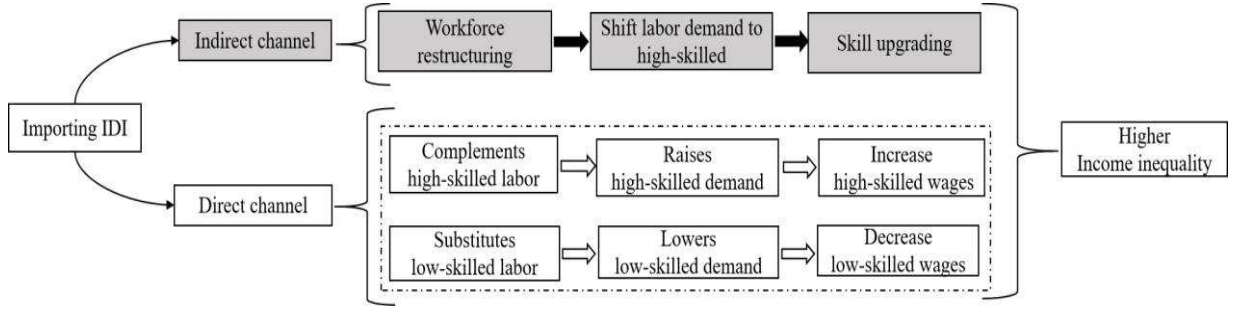 Importing IDI
Indirect channel
Workforce
restructuring
Shift labor demand to
high-skilled
Skill upgrading
Direct channel
Complements
high-skilled labor
Raises
high-skilled demand
Increase
high-skilled wages
Substitutes
low-skilled labor
Lowers
low-skilled demand
Decrease
low-skilled wages
Higher
Income inequality